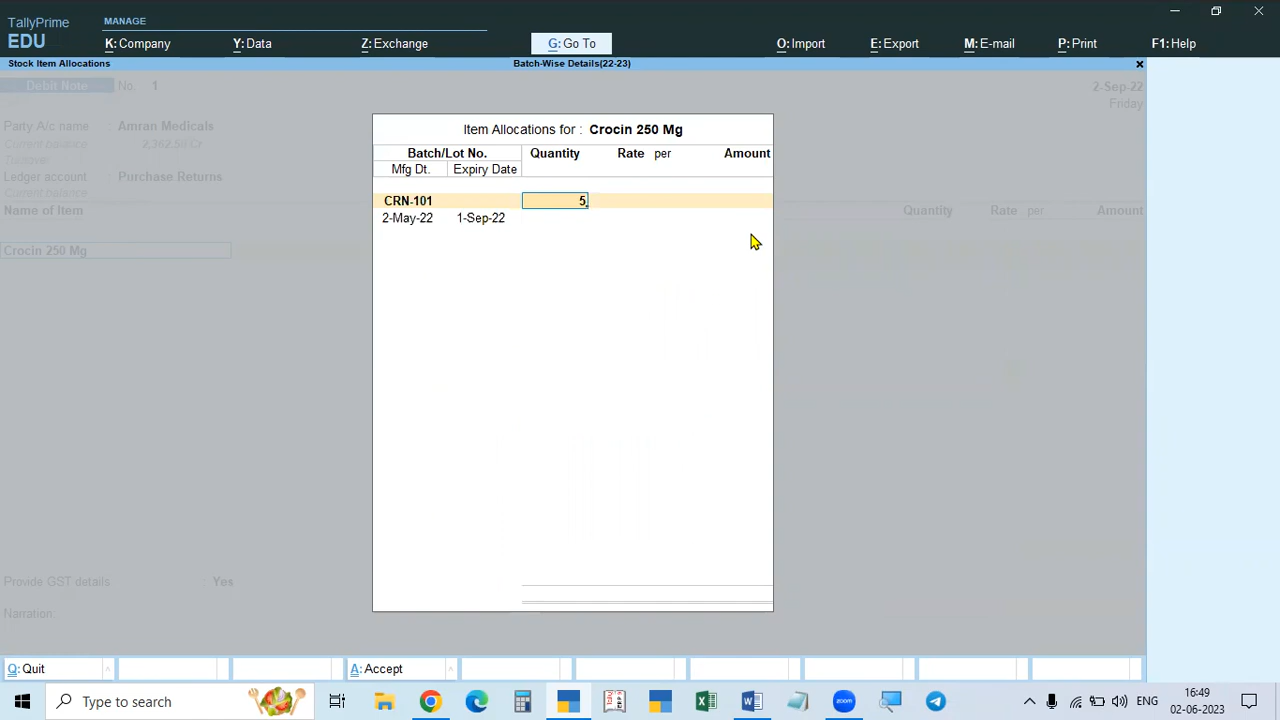 TallyPrime
EDU
MANAGE
K: Company
Y: Data
Z: Exchange
G: Go To
O: Import
E: Export
M: E-mail
P: Print
F1: Help
Stock Item Allocations
Batch-Wise Details(22-23)
Debit Note No. 1
2-Sep-22
Friday
Party A/c name : Amran Medicals
Current balance
Ledger account : Purchase Returns
Current balance
Name of Item
Quantity Rate per Amount
Crocin 250 Mg
Item Allocations for : Crocin 250 Mg
Batch/Lot No. Quantity Rate per Amount
Mfg Dt. Expiry Date
CRN-101 5
2-May-22 1-Sep-22
Provide GST details : Yes
Narration:
Q: Quit
A: Accept
Type to search
ENG
16:49
02-06-2023